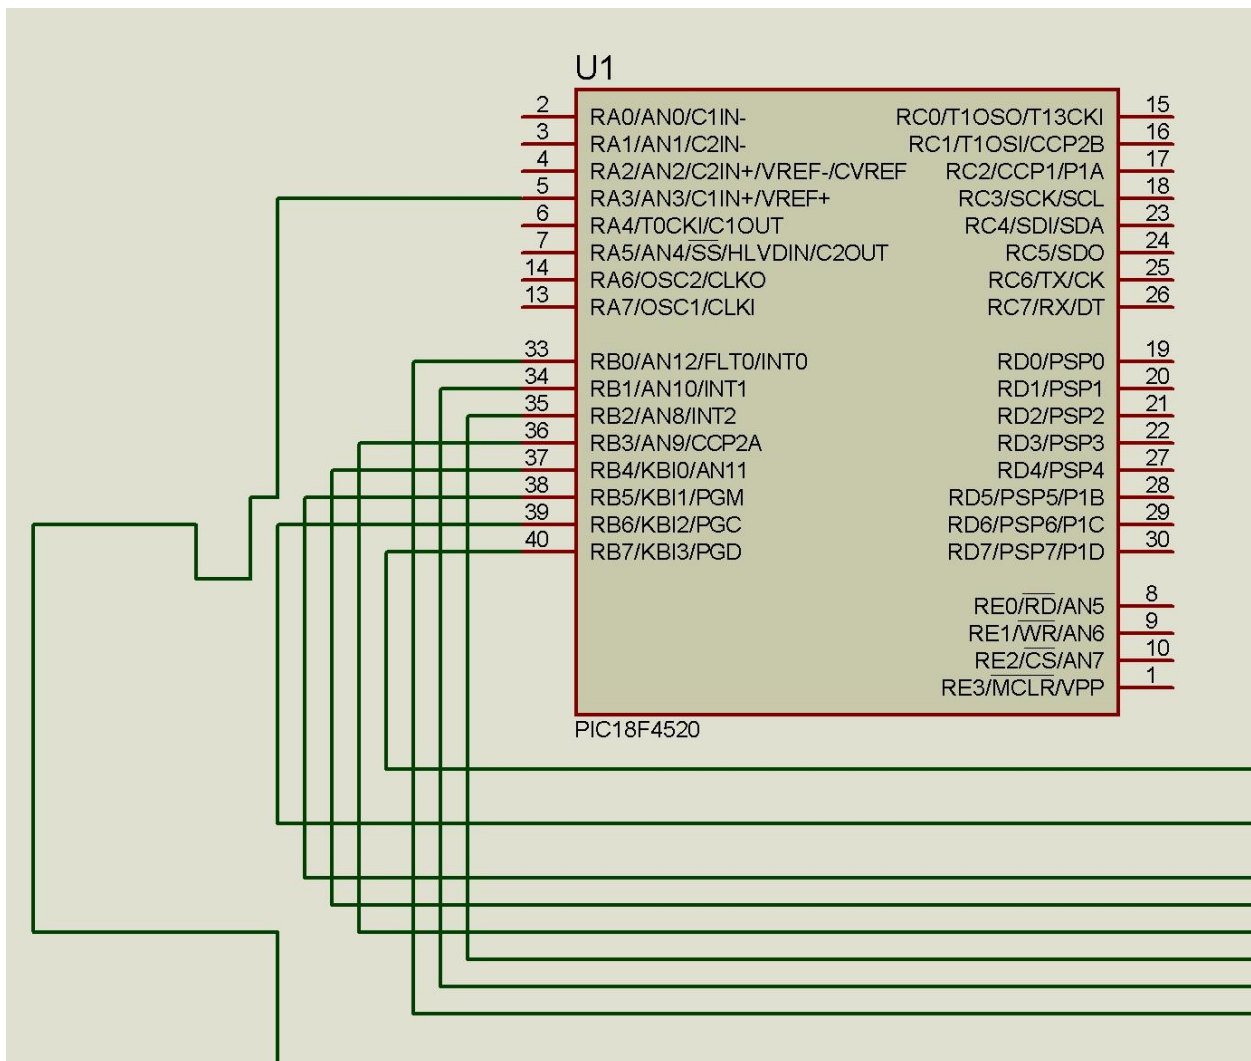 U1
2 RA0/AN0/C1IN- RC0/T1OSO/T13CKI 15
3 RA1/AN1/C2IN- RC1/T1OSI/CCP2B 16
4 RA2/AN2/C2IN+/VREF-/CVREF RC2/CCP1/P1A 17
5 RA3/AN3/C1IN+/VREF+ RC3/SCK/SCL 18
6 RA4/T0CKI/C1OUT RC4/SDI/SDA 23
7 RA5/AN4/SS/HLVDIN/C2OUT RC5/SDO 24
14 RA6/OSC2/CLKO RC6/TX/CK 25
13 RA7/OSC1/CLKI RC7/RX/DT 26
33 RB0/AN12/FLT0/INT0 RD0/PSP0 19
34 RB1/AN10/INT1 RD1/PSP1 20
35 RB2/AN8/INT2 RD2/PSP2 21
36 RB3/AN9/CCP2A RD3/PSP3 22
37 RB4/KBI0/AN11 RD4/PSP4 27
38 RB5/KBI1/PGM RD5/PSP5/P1B 28
39 RB6/KBI2/PGC RD6/PSP6/P1C 29
40 RB7/KBI3/PGD RD7/PSP7/P1D 30
RE0/RD/AN5 8
RE1/WR/AN6 9
RE2/CS/AN7 10
RE3/MCLR/VPP 1
PIC18F4520